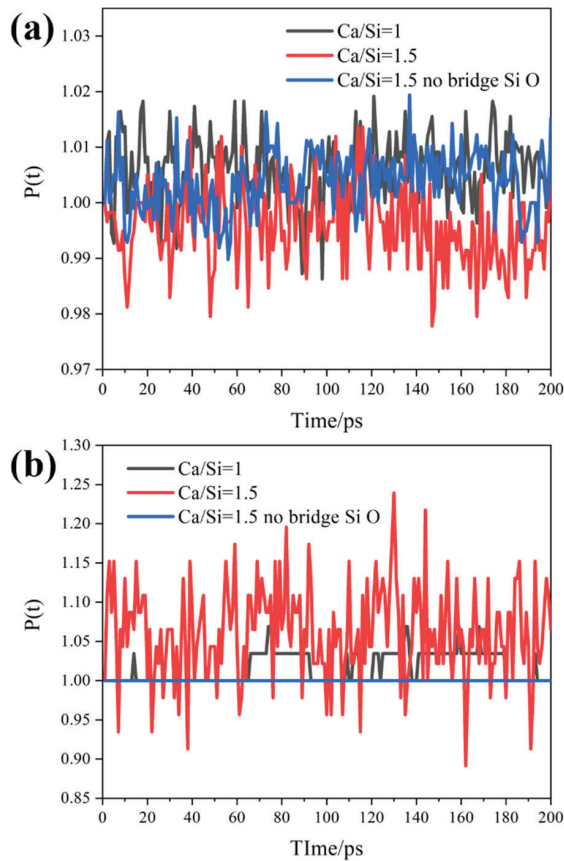 (a)
Ca/Si=1
Ca/Si=1.5
Ca/Si=1.5 no bridge Si O
1.03
1.02
1.01
1.00
0.99
0.98
0.97
P(t)
0 20 40 60 80 100 120 140 160 180 200
Time/ps
(b)
Ca/Si=1
Ca/Si=1.5
Ca/Si=1.5 no bridge Si O
1.30
1.25
1.20
1.15
1.10
1.05
1.00
0.95
0.90
0.85
P(t)
0 20 40 60 80 100 120 140 160 180 200
TIme/ps